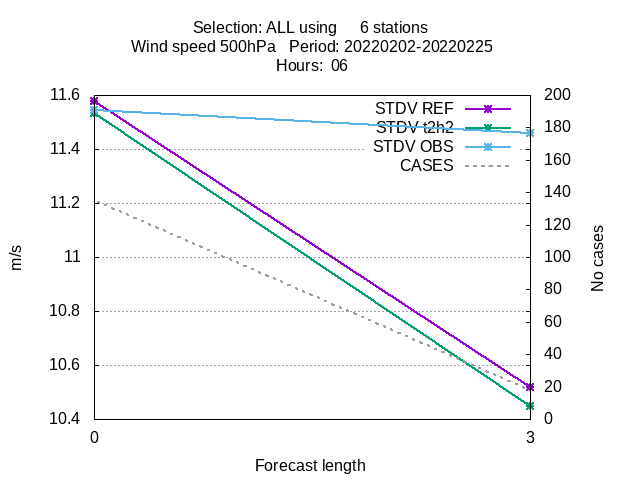 Selection: ALL using 6 stations
Wind speed 500hPa Period: 20220202-20220225
Hours: 06
11.6
11.4
11.2
11
10.8
10.6
10.4
m/s
STDV REF
STDV t2h2
STDV OBS
CASES
200
180
160
140
120
100
80
60
40
20
0
No cases
0
3
Forecast length